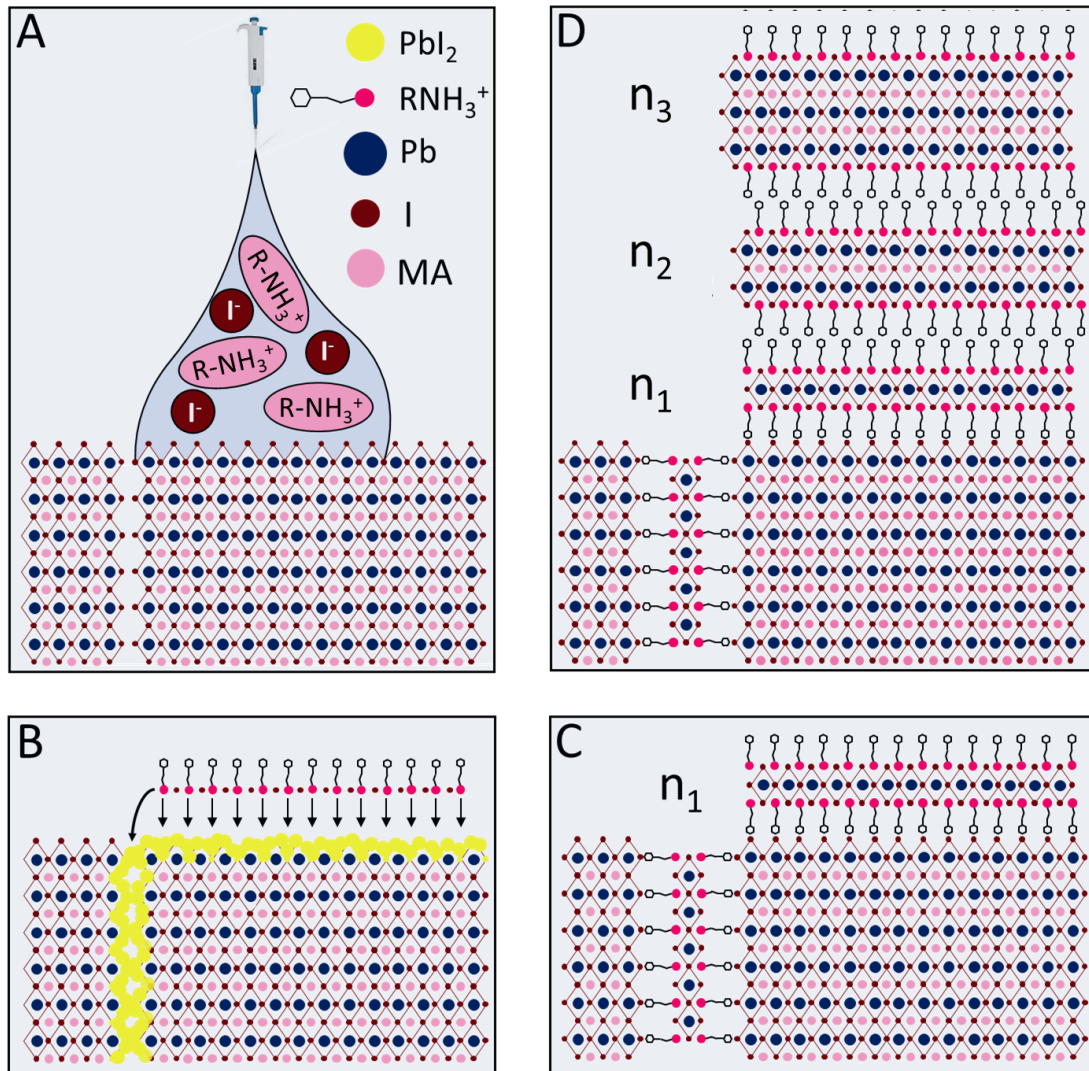 A
PbI₂
RNH₃⁺
Pb
I
MA
R-NH₃⁺
I⁻
I⁻
R-NH₃⁺
I⁻
R-NH₃⁺
D
n₃
n₂
n₁
B
C
n₁